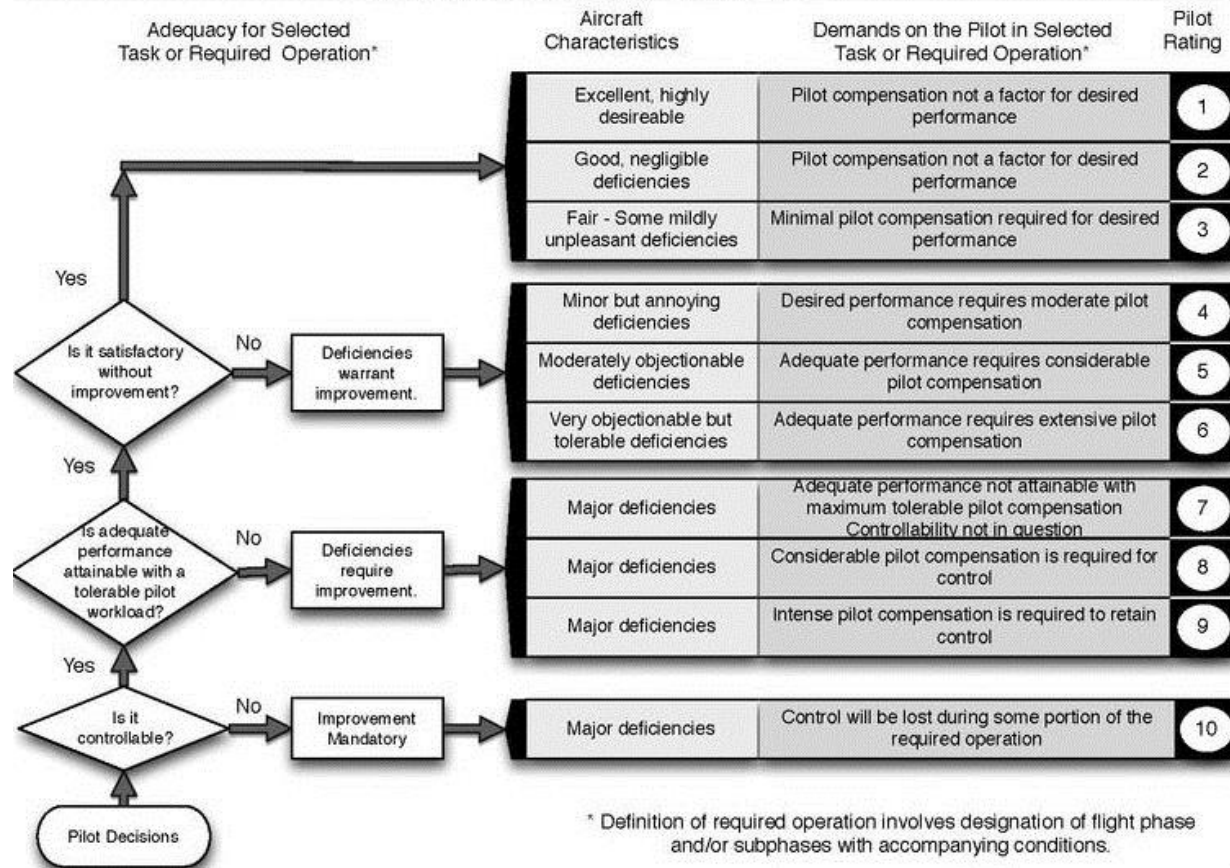 Adequacy for Selected
Task or Required Operation*
Aircraft
Characteristics
Demands on the Pilot in Selected
Task or Required Operation*
Pilot
Rating
Excellent, highly
desireable
Pilot compensation not a factor for desired
performance
1
Good, negligible
deficiencies
Pilot compensation not a factor for desired
performance
2
Fair - Some mildly
unpleasant deficiencies
Minimal pilot compensation required for desired
performance
3
Yes
Is it satisfactory
without
improvement?
No
Deficiencies
warrant
improvement.
Minor but annoying
deficiencies
Desired performance requires moderate pilot
compensation
4
Moderately objectionable
deficiencies
Adequate performance requires considerable
pilot compensation
5
Very objectionable but
tolerable deficiencies
Adequate performance requires extensive pilot
compensation
6
Yes
Is adequate
performance
attainable with a
tolerable pilot
workload?
No
Deficiencies
require
improvement.
Major deficiencies
Adequate performance not attainable with
maximum tolerable pilot compensation
Controllability not in question
7
Major deficiencies
Considerable pilot compensation is required for
control
8
Major deficiencies
Intense pilot compensation is required to retain
control
9
Yes
Is it
controllable?
No
Improvement
Mandatory
Major deficiencies
Control will be lost during some portion of the
required operation
10
Pilot Decisions
* Definition of required operation involves designation of flight phase
and/or subphases with accompanying conditions.